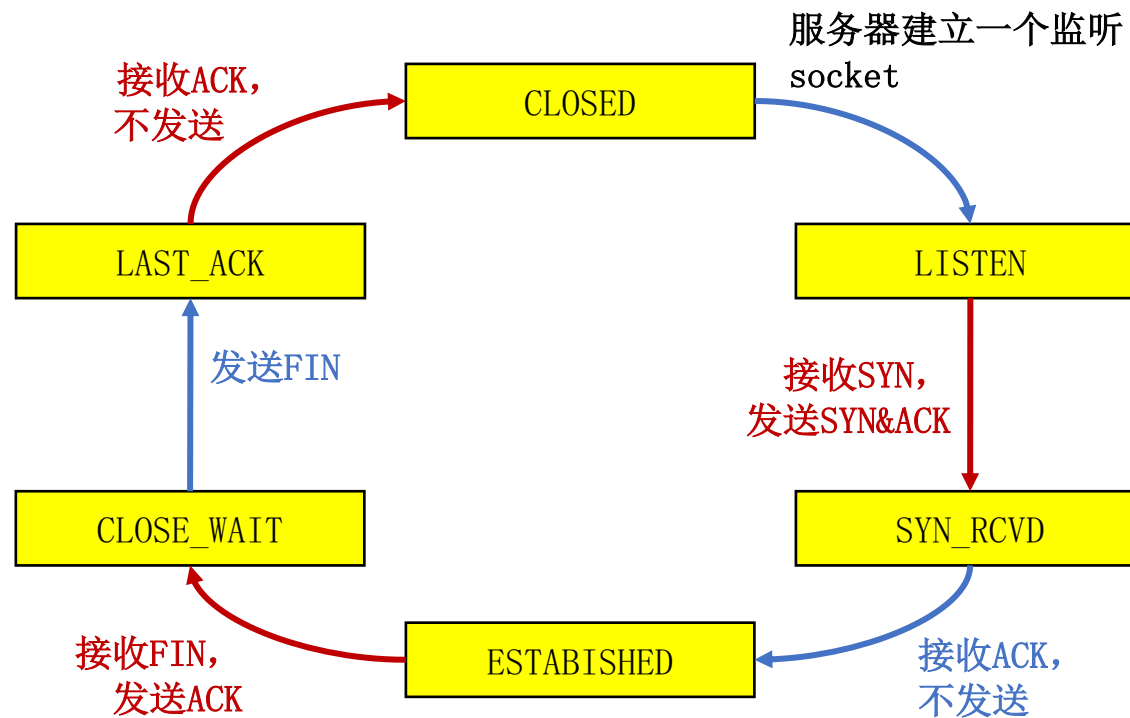 服务器建立一个监听
socket
接收ACK，
不发送
CLOSED
LAST_ACK
LISTEN
发送FIN
接收SYN，
发送SYN&ACK
CLOSE_WAIT
SYN_RCVD
接收FIN，
发送ACK
ESTABISHED
接收ACK，
不发送